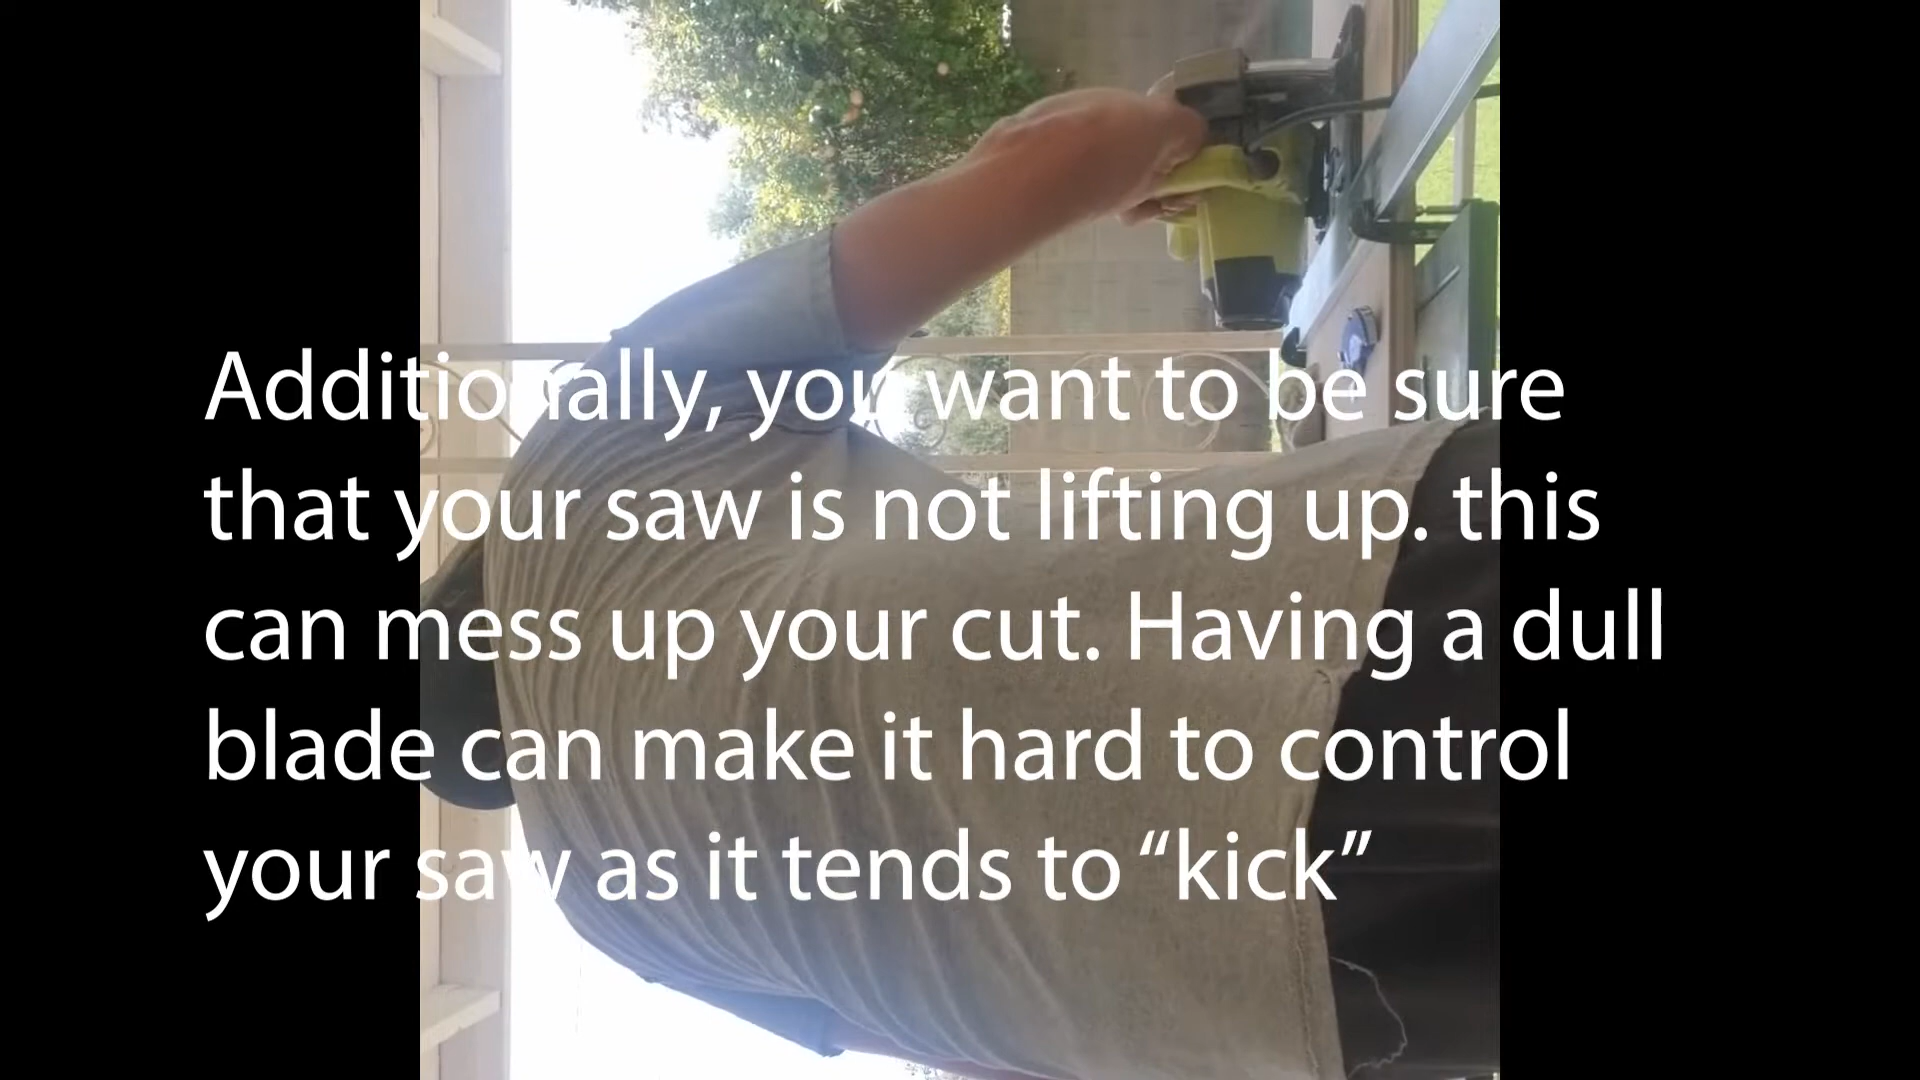 Additionally, you want to be sure
that your saw is not lifting up. this
can mess up your cut. Having a dull
blade can make it hard to control
your saw as it tends to “kick”